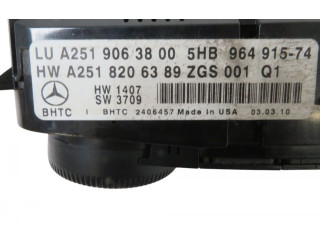 LU A251 906 38 00 5HB 964 915-74
HW A251 820 63 89 ZGS 001 Q1
HW 1407
SW 3709
BHTC I BHTC 2406457 Made in USA 03.03.10